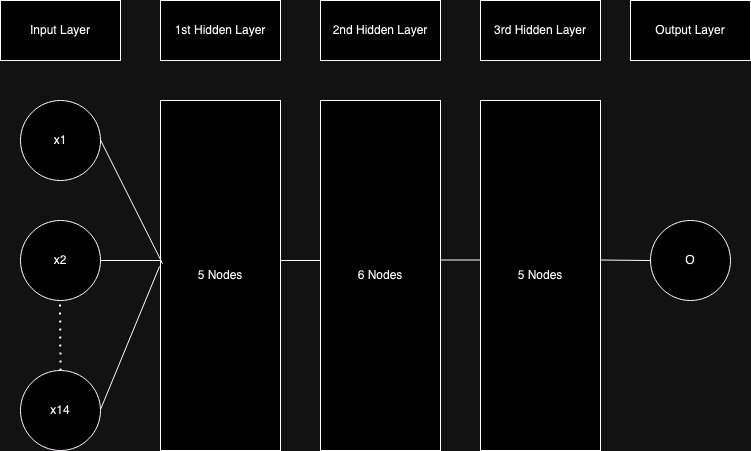 Input Layer
1st Hidden Layer
2nd Hidden Layer
3rd Hidden Layer
Output Layer
x1
x2
x14
5 Nodes
6 Nodes
5 Nodes
O